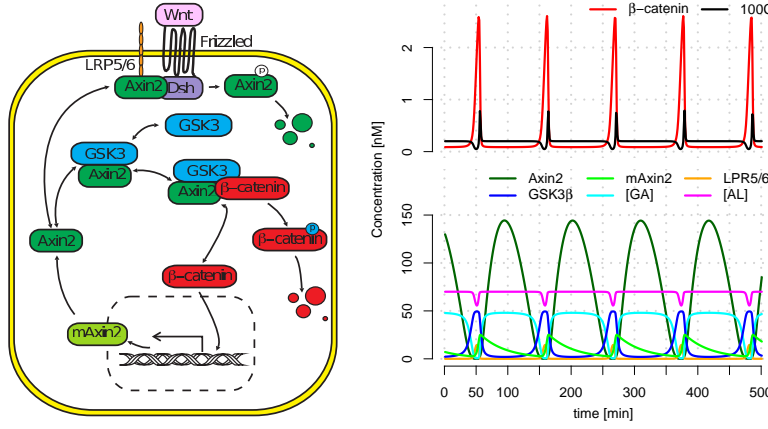 Wnt
Frizzled
LRP5/6
Axin2
Dsh
Axin2
P
GSK3
GSK3
Axin2
GSK3
Axin2
β-catenin
Axin2
β-catenin
P
β-catenin
mAxin2
β−catenin
100G
2
1
0
Concentration [nM]
Axin2
mAxin2
LPR5/6
GSK3β
[GA]
[AL]
150
100
50
0
0
100
200
300
400
500
time [min]